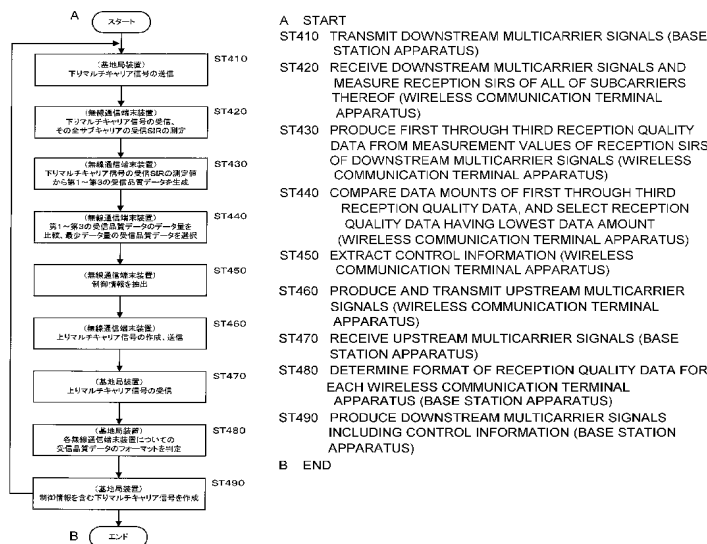 A
スタート
(基地局装置)
下りマルチキャリア信号の送信
ST410
(無線通信端末装置)
下りマルチキャリア信号の受信、
その全サブキャリアの受信SIRの測定
ST420
(無線通信端末装置)
下りマルチキャリア信号の受信SIRの測定値
から第1〜第3の受信品質データを生成
ST430
(無線通信端末装置)
第1〜第3の受信品質データのデータ量を
比較、最少データ量の受信品質データを選択
ST440
(無線通信端末装置)
制御情報を抽出
ST450
(無線通信端末装置)
上りマルチキャリア信号の作成、送信
ST460
(基地局装置)
上りマルチキャリア信号の受信
ST470
(基地局装置)
各無線通信端末装置についての
受信品質データのフォーマットを判定
ST480
(基地局装置)
制御情報を含む下りマルチキャリア信号を作成
ST490
B
エンド
A START
ST410 TRANSMIT DOWNSTREAM MULTICARRIER SIGNALS (BASE
STATION APPARATUS)
ST420 RECEIVE DOWNSTREAM MULTICARRIER SIGNALS AND
MEASURE RECEPTION SIRS OF ALL OF SUBCARRIERS
THEREOF (WIRELESS COMMUNICATION TERMINAL
APPARATUS)
ST430 PRODUCE FIRST THROUGH THIRD RECEPTION QUALITY
DATA FROM MEASUREMENT VALUES OF RECEPTION SIRS
OF DOWNSTREAM MULTICARRIER SIGNALS (WIRELESS
COMMUNICATION TERMINAL APPARATUS)
ST440 COMPARE DATA MOUNTS OF FIRST THROUGH THIRD
RECEPTION QUALITY DATA, AND SELECT RECEPTION
QUALITY DATA HAVING LOWEST DATA AMOUNT
(WIRELESS COMMUNICATION TERMINAL APPARATUS)
ST450 EXTRACT CONTROL INFORMATION (WIRELESS
COMMUNICATION TERMINAL APPARATUS)
ST460 PRODUCE AND TRANSMIT UPSTREAM MULTICARRIER
SIGNALS (WIRELESS COMMUNICATION TERMINAL
APPARATUS)
ST470 RECEIVE UPSTREAM MULTICARRIER SIGNALS (BASE
STATION APPARATUS)
ST480 DETERMINE FORMAT OF RECEPTION QUALITY DATA FOR
EACH WIRELESS COMMUNICATION TERMINAL
APPARATUS (BASE STATION APPARATUS)
ST490 PRODUCE DOWNSTREAM MULTICARRIER SIGNALS
INCLUDING CONTROL INFORMATION (BASE STATION
APPARATUS)
B END